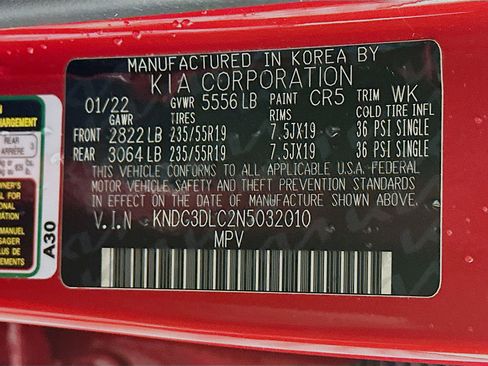 MANUFACTURED IN KOREA BY
KIA CORPORATION
01/22 GVWR 5556 LB PAINT CR5 TRIM WK
GAWR TIRES RIMS COLD TIRE INFL
FRONT 2822 LB 235/55R19 7.5JX19 36 PSI SINGLE
REAR 3064 LB 235/55R19 7.5JX19 36 PSI SINGLE
THIS VEHICLE CONFORMS TO ALL APPLICABLE U.S.A. FEDERAL
MOTOR VEHICLE SAFETY AND THEFT PREVENTION STANDARDS
IN EFFECT ON THE DATE OF MANUFACTURE SHOWN ABOVE.
V.I.N KNDC3DLC2N5032010
MPV
A30
REAR
ARRIÈRE 3